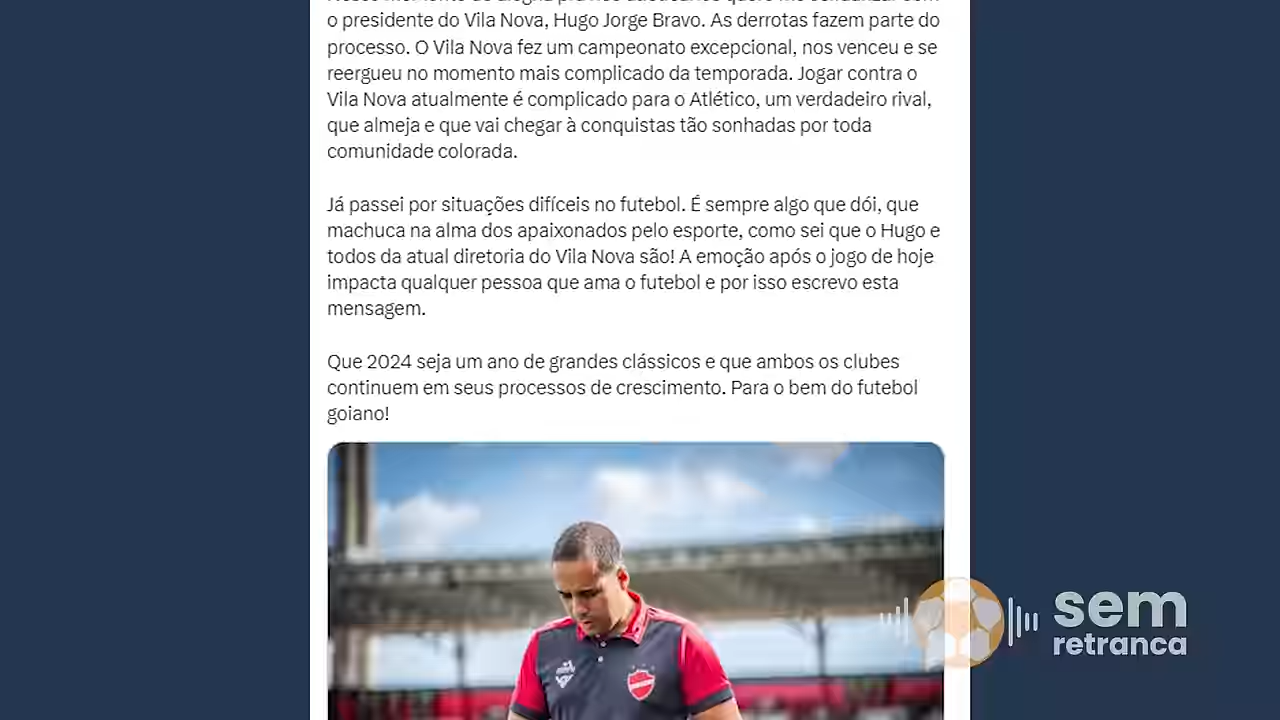 o presidente do Vila Nova, Hugo Jorge Bravo. As derrotas fazem parte do
processo. O Vila Nova fez um campeonato excepcional, nos venceu e se
reergueu no momento mais complicado da temporada. Jogar contra o
Vila Nova atualmente é complicado para o Atlético, um verdadeiro rival,
que almeja e que vai chegar à conquistas tão sonhadas por toda
comunidade colorada.
Já passei por situações difíceis no futebol. É sempre algo que dói, que
machuca na alma dos apaixonados pelo esporte, como sei que o Hugo e
todos da atual diretoria do Vila Nova são! A emoção após o jogo de hoje
impacta qualquer pessoa que ama o futebol e por isso escrevo esta
mensagem.
Que 2024 seja um ano de grandes clássicos e que ambos os clubes
continuem em seus processos de crescimento. Para o bem do futebol
goiano!
sem
retranca